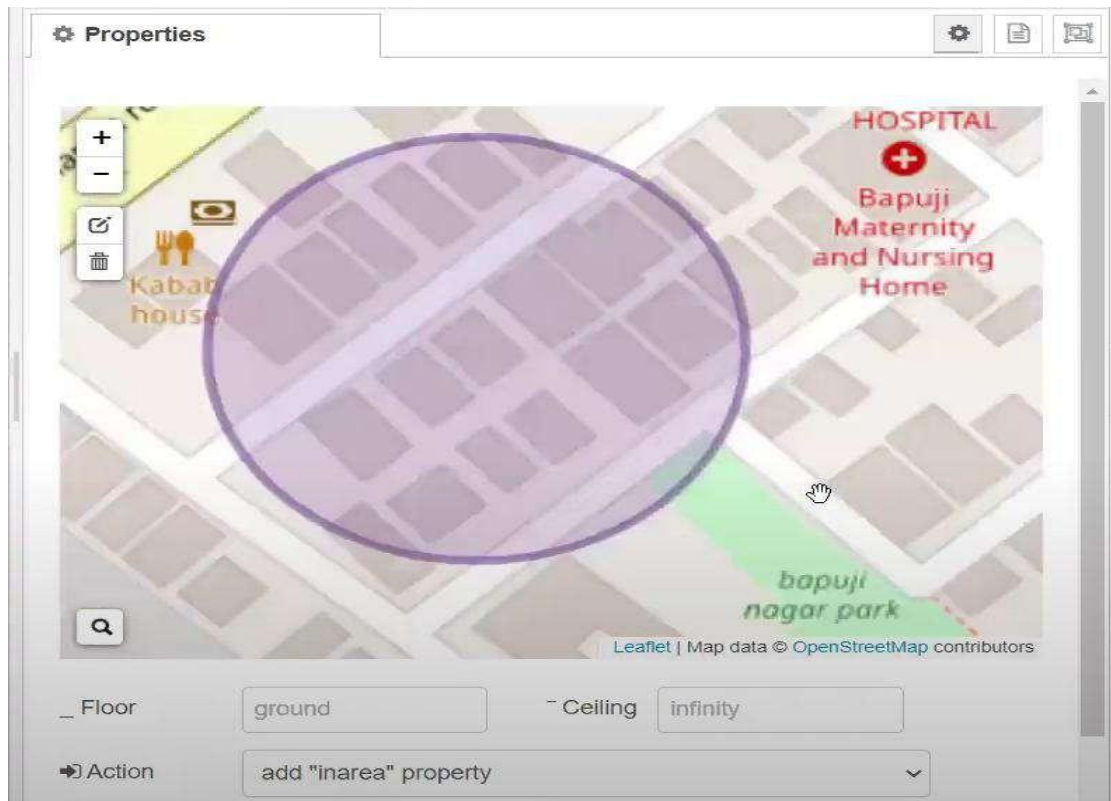 Properties
+
−
HOSPITAL
Bapuji
Maternity
and Nursing
Home
Kabab
house
bapuji
nagar park
Leaflet | Map data © OpenStreetMap contributors
Floor
ground
Ceiling
infinity
Action
add "inarea" property